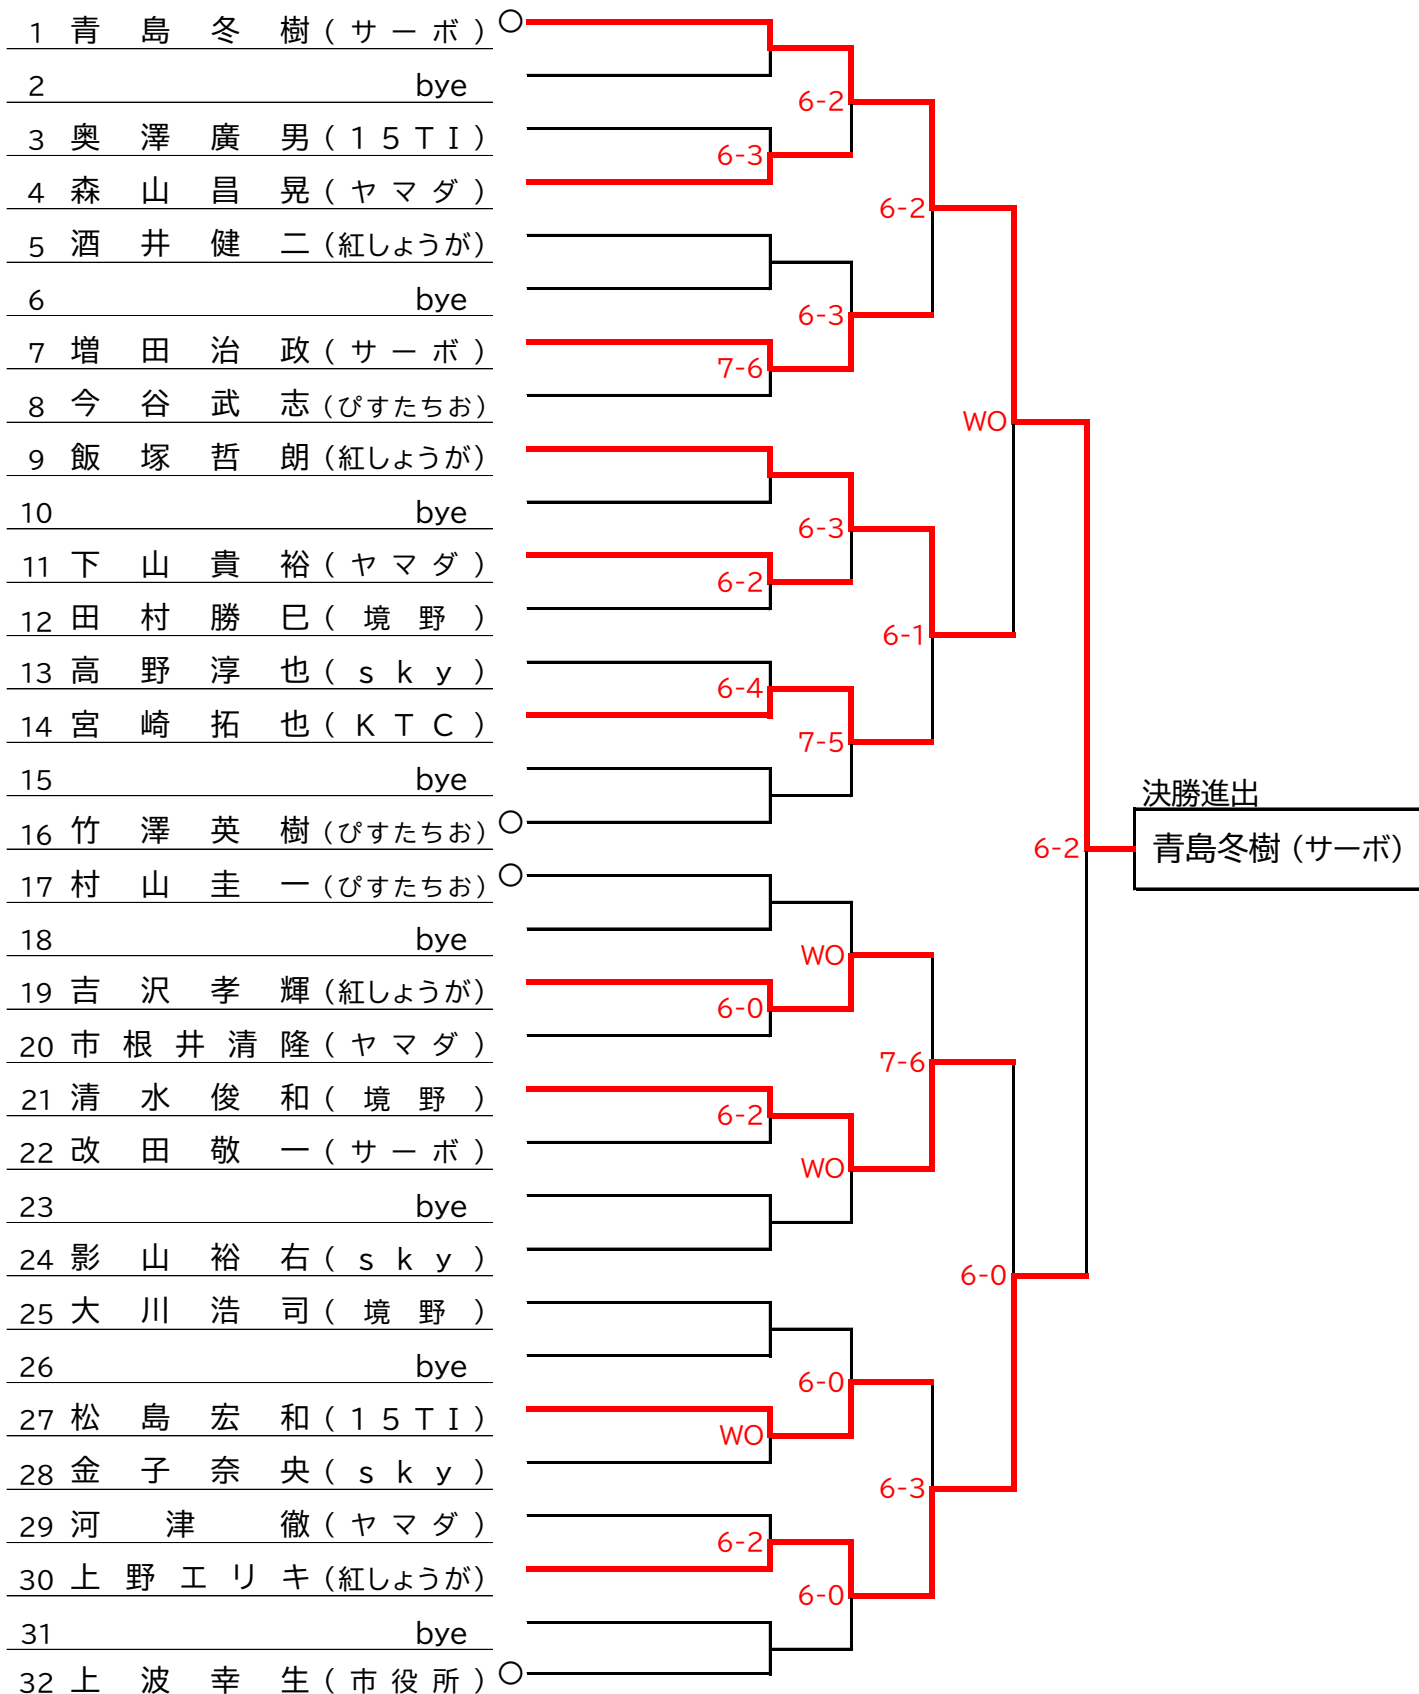 1 青島冬樹(サーボ) ○
2 bye
6-2
3 奥澤廣男(15TI)
6-3
4 森山昌晃(ヤマダ)
6-2
5 酒井健二(紅しょうが)
6 bye
6-3
7 増田治政(サーボ)
7-6
8 今谷武志(ぴすたちお)
WO
9 飯塚哲朗(紅しょうが)
10 bye
6-3
11 下山貴裕(ヤマダ)
6-2
12 田村勝巳(境野)
6-1
13 高野淳也(sky)
6-4
14 宮崎拓也(KTC)
7-5
15 bye
決勝進出
16 竹澤英樹(ぴすたちお) ○
6-2 青島冬樹(サーボ)
17 村山圭一(ぴすたちお) ○
18 bye
WO
19 吉沢孝輝(紅しょうが)
6-0
20 市根井清隆(ヤマダ)
7-6
21 清水俊和(境野)
6-2
22 改田敬一(サーボ)
WO
23 bye
24 影山裕右(sky)
6-0
25 大川浩司(境野)
26 bye
6-0
27 松島宏和(15TI)
WO
28 金子奈央(sky)
6-3
29 河津徹(ヤマダ)
6-2
30 上野エリキ(紅しょうが)
6-0
31 bye
32 上波幸生(市役所) ○